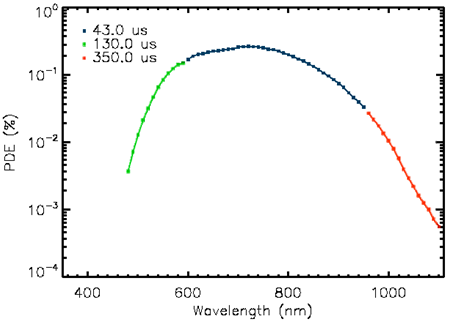 10⁰
43.0 us
130.0 us
350.0 us
10⁻¹
10⁻²
10⁻³
10⁻⁴
PDE (%)
400 600 800 1000
Wavelength (nm)